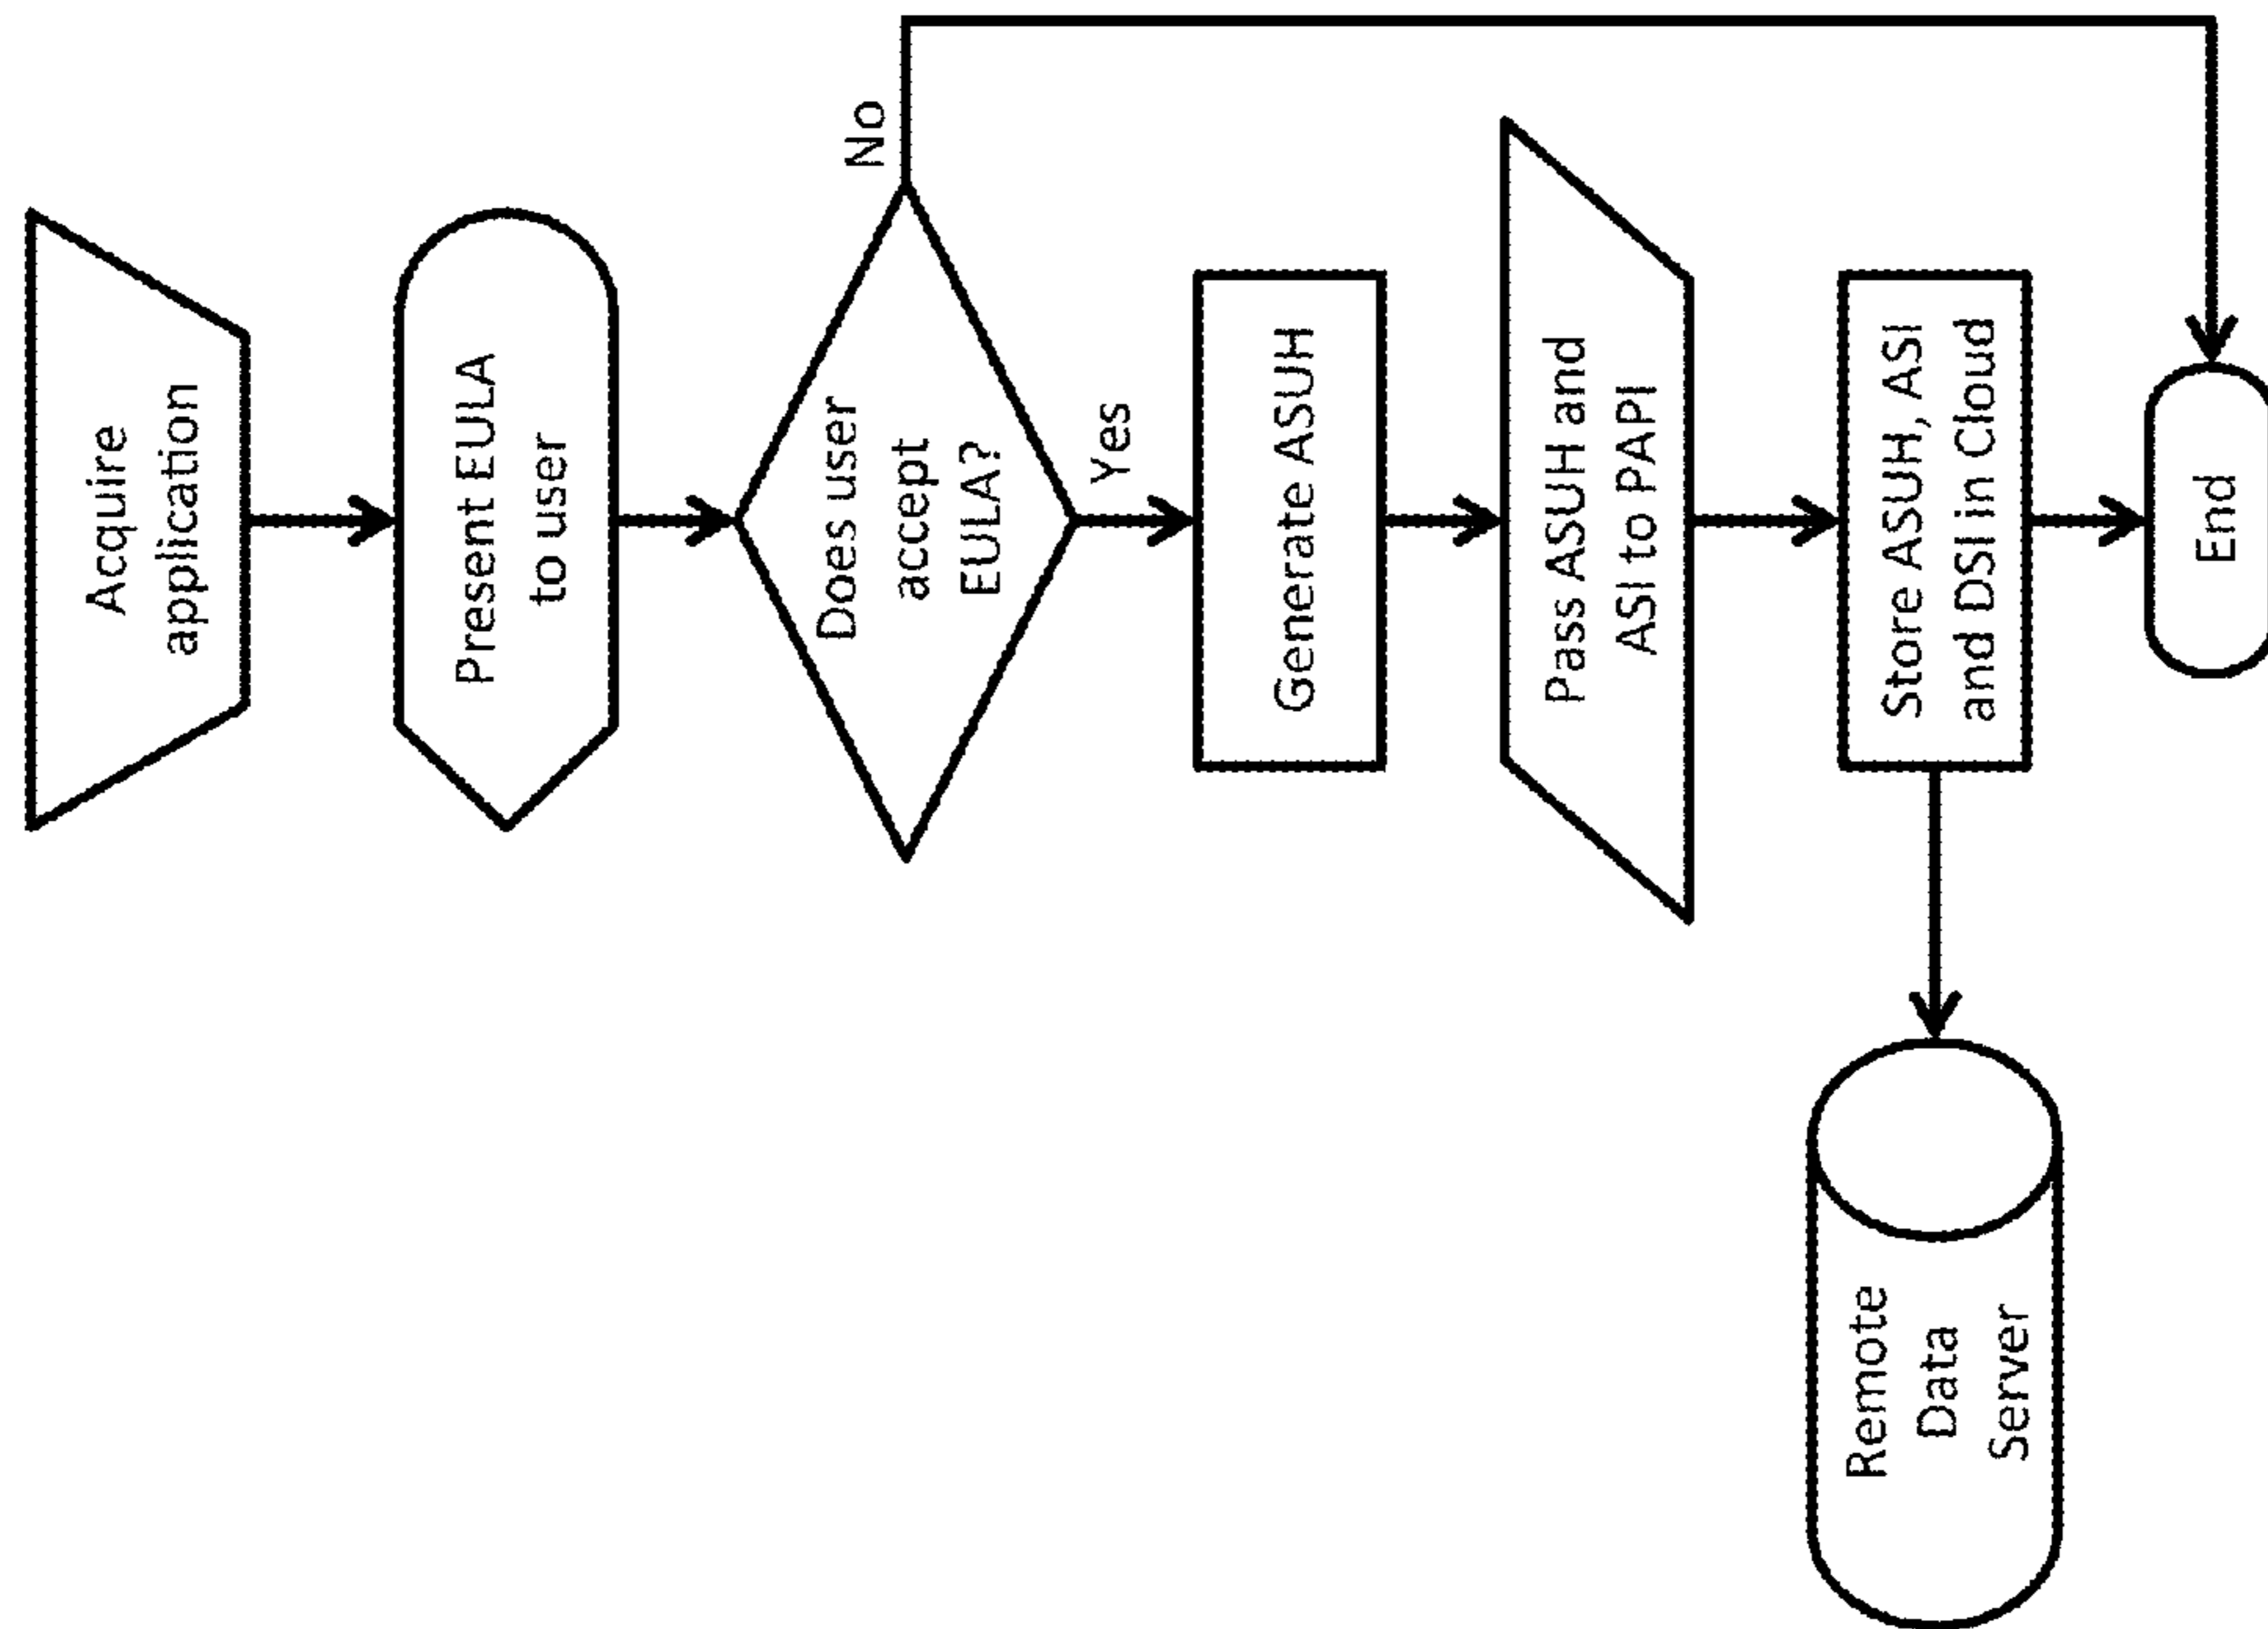 Acquire
application
Present EULA
to user
Does user
accept
EULA?
No
Yes
Generate ASUH
Pass ASUH and
ASI to PAPI
Store ASUH, ASI
and DSI in Cloud
Remote
Data
Server
End